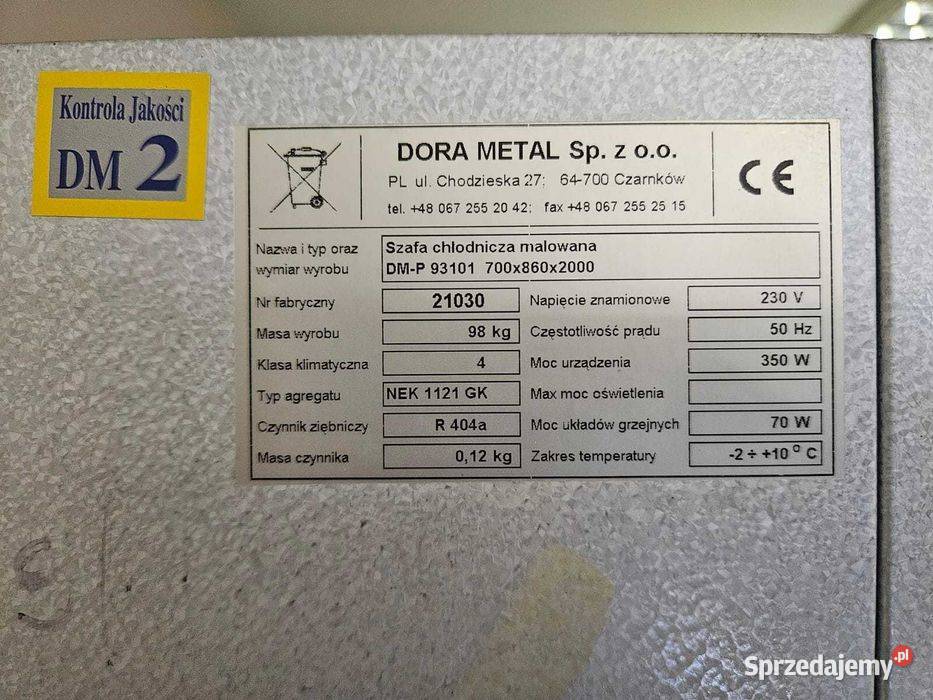 Kontrola Jakości
DM 2
DORA METAL Sp. z o.o.
PL ul. Chodzieska 27; 64-700 Czarnków
tel. +48 067 255 20 42; fax +48 067 255 25 15
CE
Nazwa i typ oraz wymiar wyrobu
Szafa chłodnicza malowana
DM-P 93101 700x860x2000
Nr fabryczny 21030 Napięcie znamionowe 230 V
Masa wyrobu 98 kg Częstotliwość prądu 50 Hz
Klasa klimatyczna 4 Moc urządzenia 350 W
Typ agregatu NEK 1121 GK Max moc oświetlenia
Czynnik ziębniczy R 404a Moc układów grzejnych 70 W
Masa czynnika 0,12 kg Zakres temperatury -2 ÷ +10 ° C
Sprzedajemy.pl